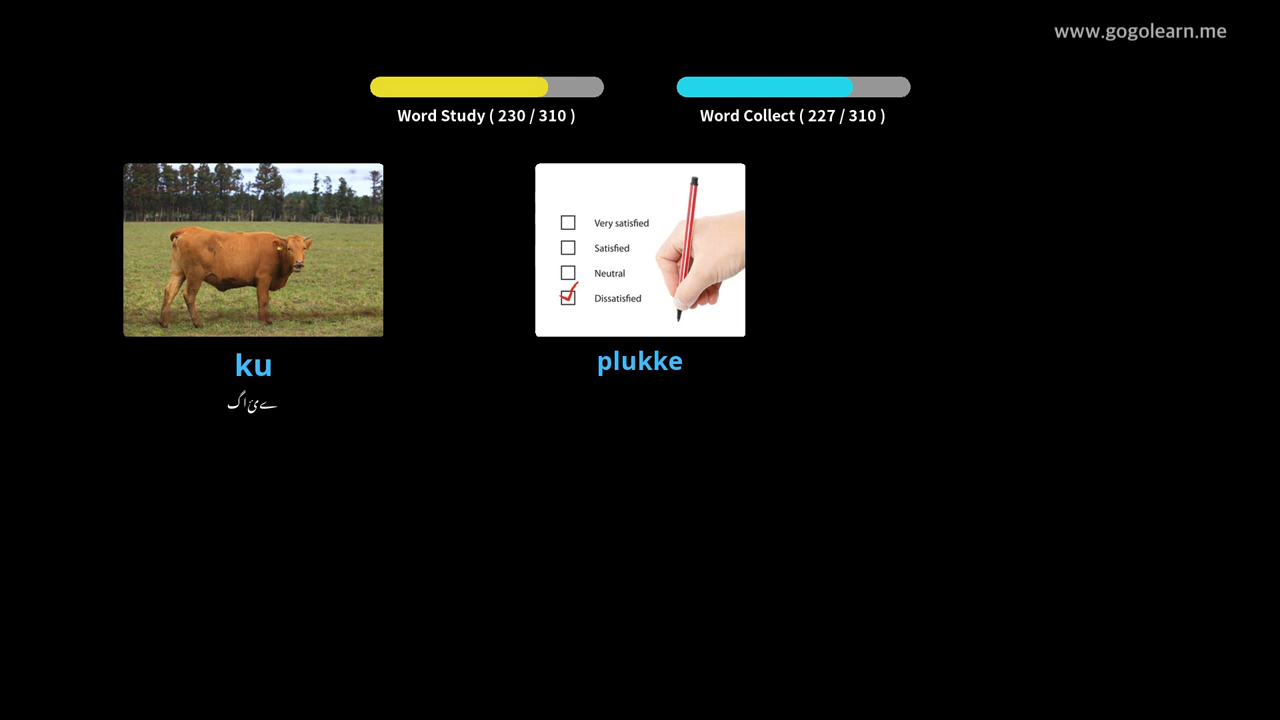 www.gogolearn.me
Word Study ( 230 / 310 )
Word Collect ( 227 / 310 )
Very satisfied
Satisfied
Neutral
Dissatisfied
ku
plukke
گائے